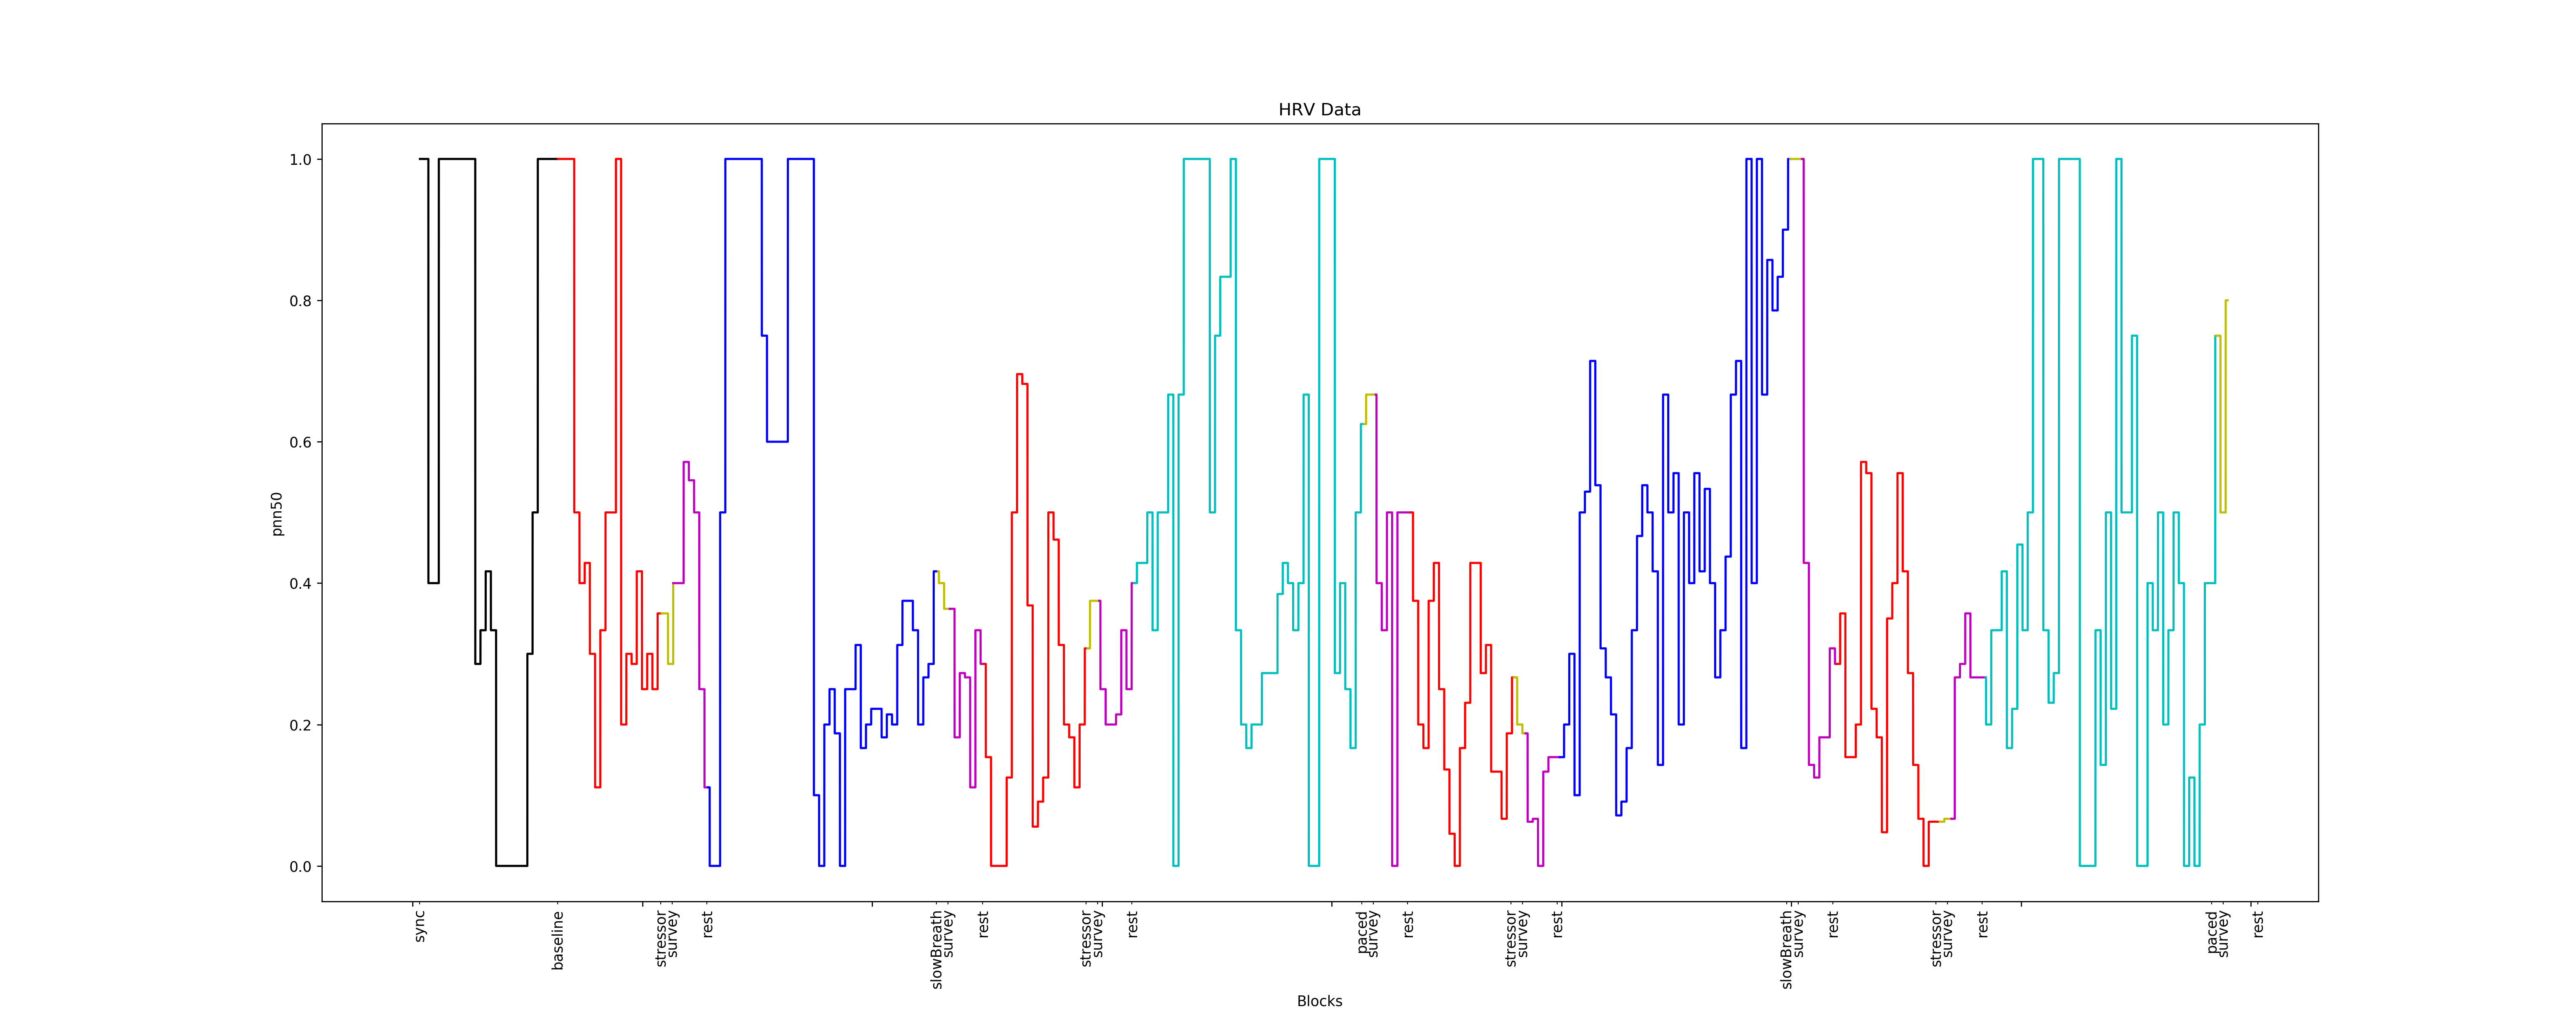 HRV Data
1.0
0.8
0.6
0.4
0.2
0.0
pnn50
sync
baseline
stressor
survey
rest
slowBreath
survey
rest
stressor
survey
rest
paced
survey
rest
stressor
survey
rest
slowBreath
survey
rest
stressor
survey
rest
paced
survey
rest
Blocks